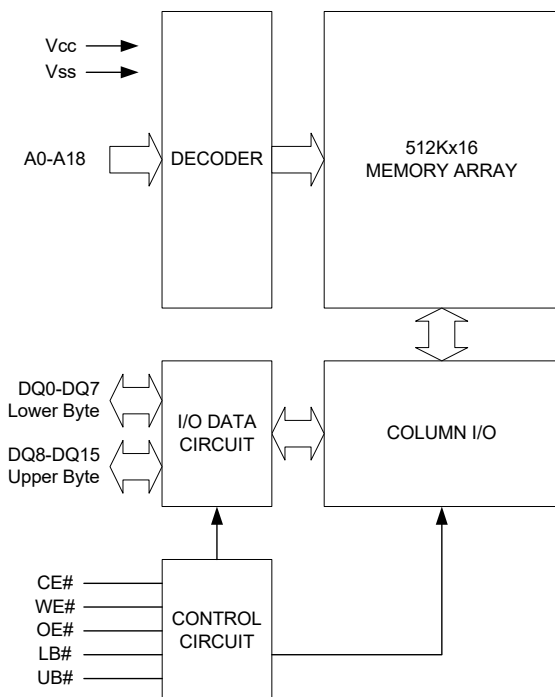 Vcc
Vss
A0-A18
DECODER
512Kx16
MEMORY ARRAY
DQ0-DQ7
Lower Byte
DQ8-DQ15
Upper Byte
I/O DATA
CIRCUIT
COLUMN I/O
CE#
WE#
OE#
LB#
UB#
CONTROL
CIRCUIT